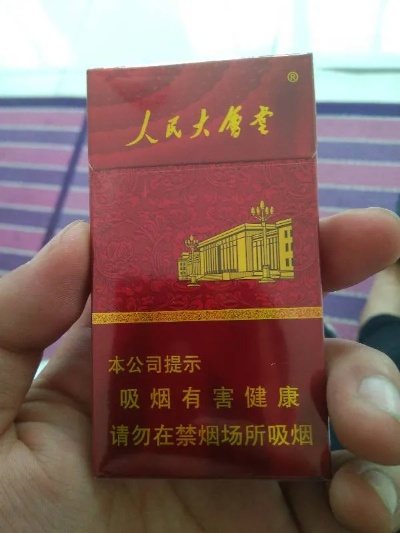 人民大會堂
®
本公司提示
吸烟有害健康
请勿在禁烟场所吸烟